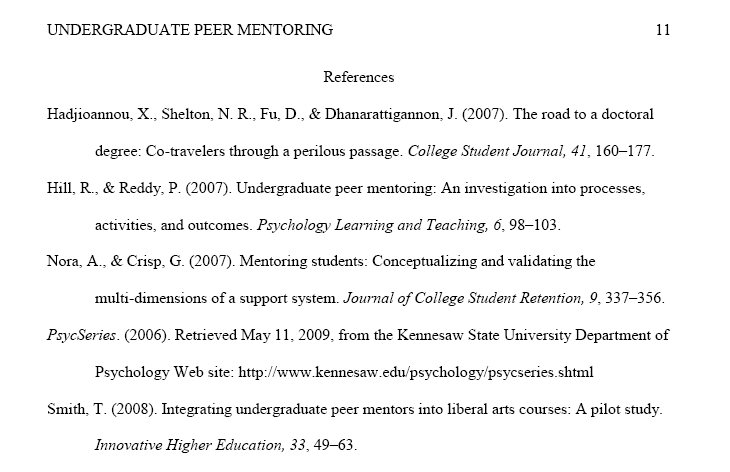 UNDERGRADUATE PEER MENTORING 11
References
Hadjioannou, X., Shelton, N. R., Fu, D., & Dhanarattigannon, J. (2007). The road to a doctoral
degree: Co-travelers through a perilous passage. College Student Journal, 41, 160–177.
Hill, R., & Reddy, P. (2007). Undergraduate peer mentoring: An investigation into processes,
activities, and outcomes. Psychology Learning and Teaching, 6, 98–103.
Nora, A., & Crisp, G. (2007). Mentoring students: Conceptualizing and validating the
multi-dimensions of a support system. Journal of College Student Retention, 9, 337–356.
PsycSeries. (2006). Retrieved May 11, 2009, from the Kennesaw State University Department of
Psychology Web site: http://www.kennesaw.edu/psychology/psycseries.shtml
Smith, T. (2008). Integrating undergraduate peer mentors into liberal arts courses: A pilot study.
Innovative Higher Education, 33, 49–63.